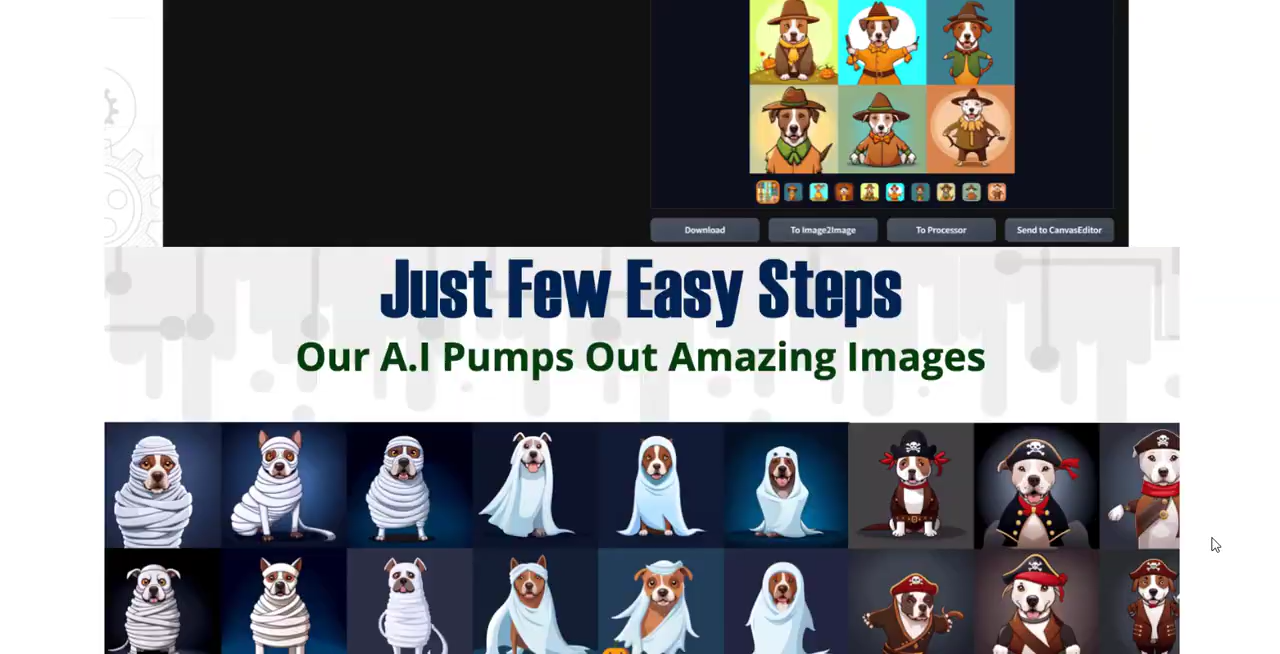 Download To Image2Image To Processor Send to CanvasEditor
Just Few Easy Steps
Our A.I Pumps Out Amazing Images